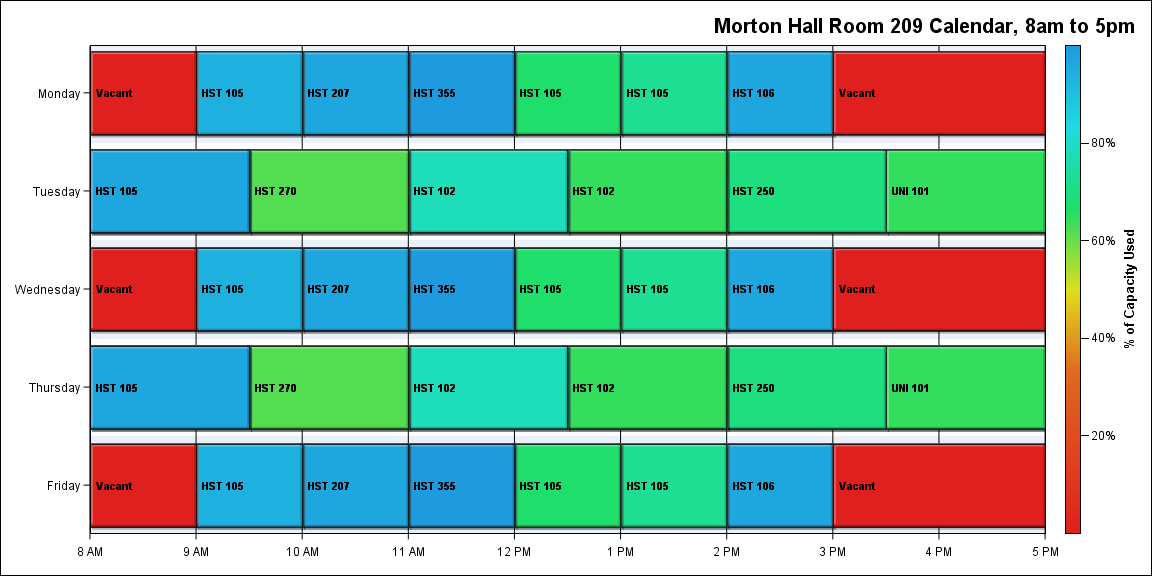 Morton Hall Room 209 Calendar, 8am to 5pm
Monday
Vacant
HST 105
HST 207
HST 355
HST 105
HST 105
HST 106
Vacant
Tuesday
HST 105
HST 270
HST 102
HST 102
HST 250
UNI 101
Wednesday
Vacant
HST 105
HST 207
HST 355
HST 105
HST 105
HST 106
Vacant
Thursday
HST 105
HST 270
HST 102
HST 102
HST 250
UNI 101
Friday
Vacant
HST 105
HST 207
HST 355
HST 105
HST 105
HST 106
Vacant
8 AM
9 AM
10 AM
11 AM
12 PM
1 PM
2 PM
3 PM
4 PM
5 PM
80%
60%
40%
20%
% of Capacity Used